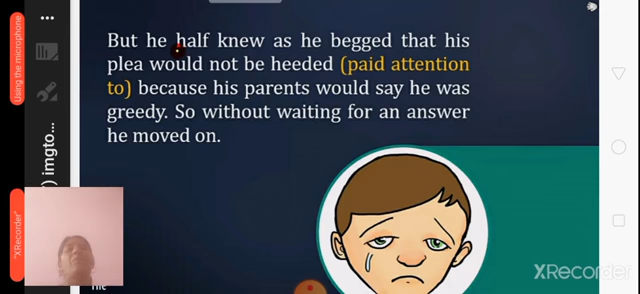 Using the microphone
) imgto...
"XRecorder"
But he half knew as he begged that his
plea would not be heeded (paid attention
to) because his parents would say he was
greedy. So without waiting for an answer
he moved on.
XRecorder